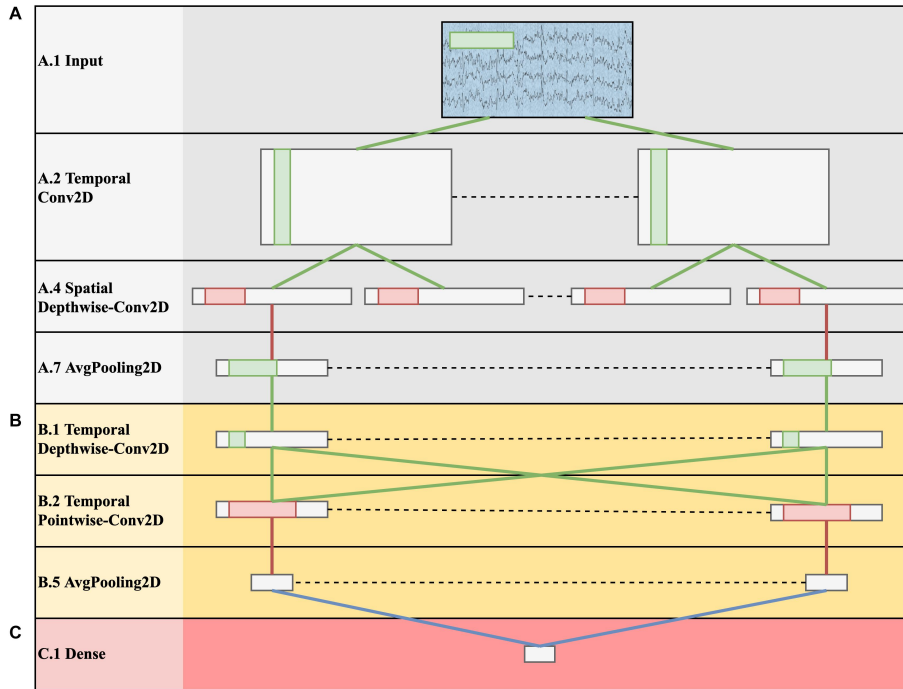 A
A.1 Input
A.2 Temporal
Conv2D
A.4 Spatial
Depthwise-Conv2D
A.7 AvgPooling2D
B
B.1 Temporal
Depthwise-Conv2D
B.2 Temporal
Pointwise-Conv2D
B.5 AvgPooling2D
C
C.1 Dense